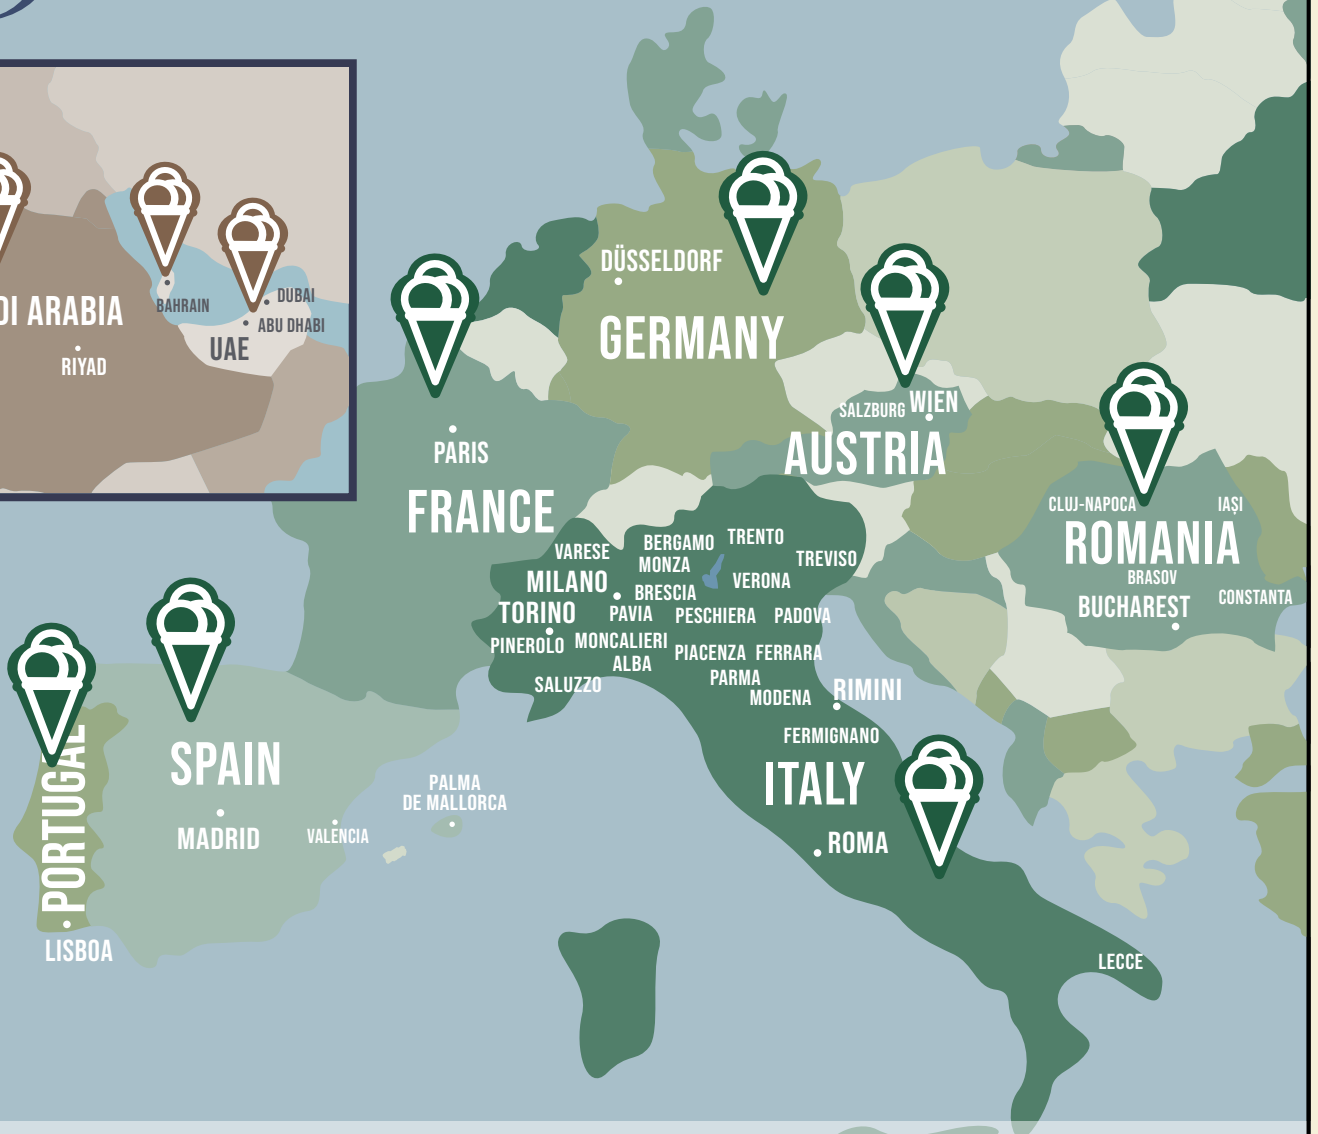 DI ARABIA
RIYAD
BAHRAIN
DUBAI
ABU DHABI
UAE
DÜSSELDORF
GERMANY
PARIS
FRANCE
SALZBURG
WIEN
AUSTRIA
CLUJ-NAPOCA
IAȘI
ROMANIA
BRASOV
BUCHAREST
CONSTANTA
VARESE
BERGAMO
TRENTO
MONZA
TREVISO
MILANO
BRESCIA
VERONA
TORINO
PAVIA
PESCHIERA
PADOVA
PINEROLO
MONCALIERI
ALBA
PIACENZA
FERRARA
SALUZZO
PARMA
MODENA
RIMINI
FERMIGNANO
ITALY
ROMA
LECCE
SPAIN
MADRID
VALENCIA
PALMA
DE MALLORCA
PORTUGAL
LISBOA